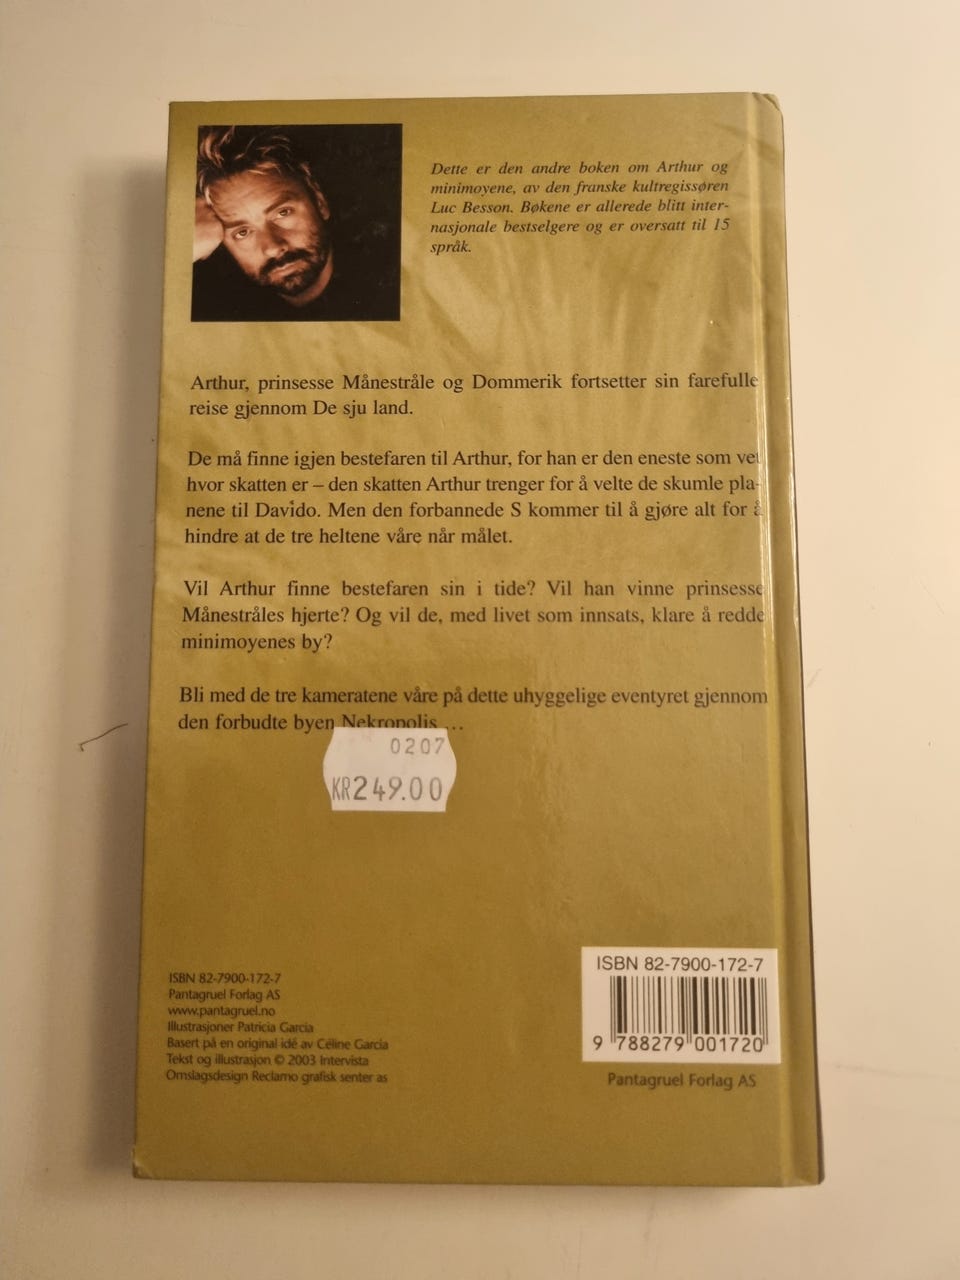 Dette er den andre boken om Arthur og
minimoyene, av den franske kultregissøren
Luc Besson. Bøkene er allerede blitt inter-
nasjonale bestselgere og er oversatt til 15
språk.
Arthur, prinsesse Månestråle og Dommerik fortsetter sin farefulle
reise gjennom De sju land.
De må finne igjen bestefaren til Arthur, for han er den eneste som vet
hvor skatten er – den skatten Arthur trenger for å velte de skumle pla-
nene til Davido. Men den forbannede S kommer til å gjøre alt for å
hindre at de tre heltene våre når målet.
Vil Arthur finne bestefaren sin i tide? Vil han vinne prinsesse
Månestråles hjerte? Og vil de, med livet som innsats, klare å redde
minimoyenes by?
Bli med de tre kameratene våre på dette uhyggelige eventyret gjennom
den forbudte byen Nekropolis ...
0207
KR249.00
ISBN 82-7900-172-7
Pantagruel Forlag AS
www.pantagruel.no
Illustrasjoner Patricia Garcia
Basert på en original idé av Céline Garcia
Tekst og illustrasjon © 2003 Intervista
Omslagsdesign Reclamo grafisk senter as
ISBN 82-7900-172-7
9 788279 001720
Pantagruel Forlag AS